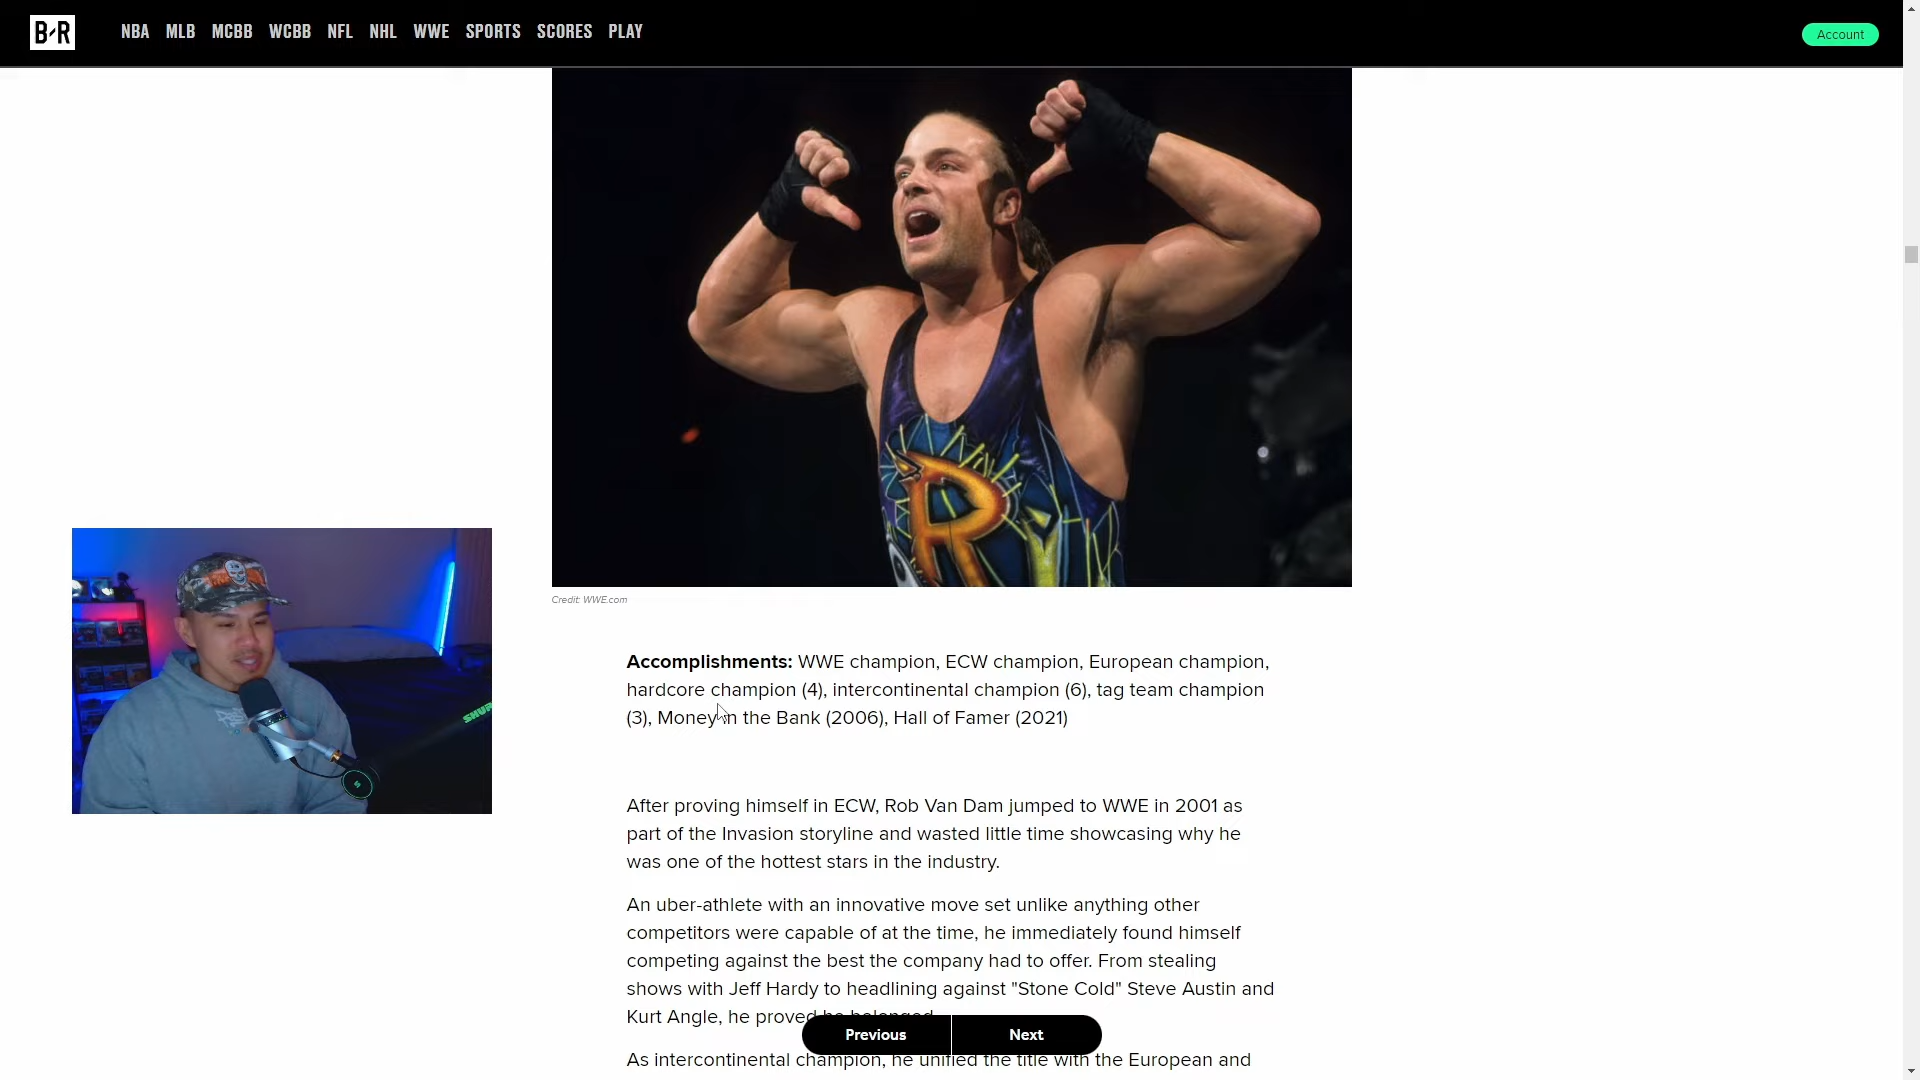 B/R NBA MLB MCBB WCBB NFL NHL WWE SPORTS SCORES PLAY Account
R
Credit: WWE.com
SHURE
Accomplishments: WWE champion, ECW champion, European champion,
hardcore champion (4), intercontinental champion (6), tag team champion
(3), Money in the Bank (2006), Hall of Famer (2021)
After proving himself in ECW, Rob Van Dam jumped to WWE in 2001 as
part of the Invasion storyline and wasted little time showcasing why he
was one of the hottest stars in the industry.
An uber-athlete with an innovative move set unlike anything other
competitors were capable of at the time, he immediately found himself
competing against the best the company had to offer. From stealing
shows with Jeff Hardy to headlining against "Stone Cold" Steve Austin and
Kurt Angle, he proved he belonged.
Previous Next
As intercontinental champion, he unified the title with the European and